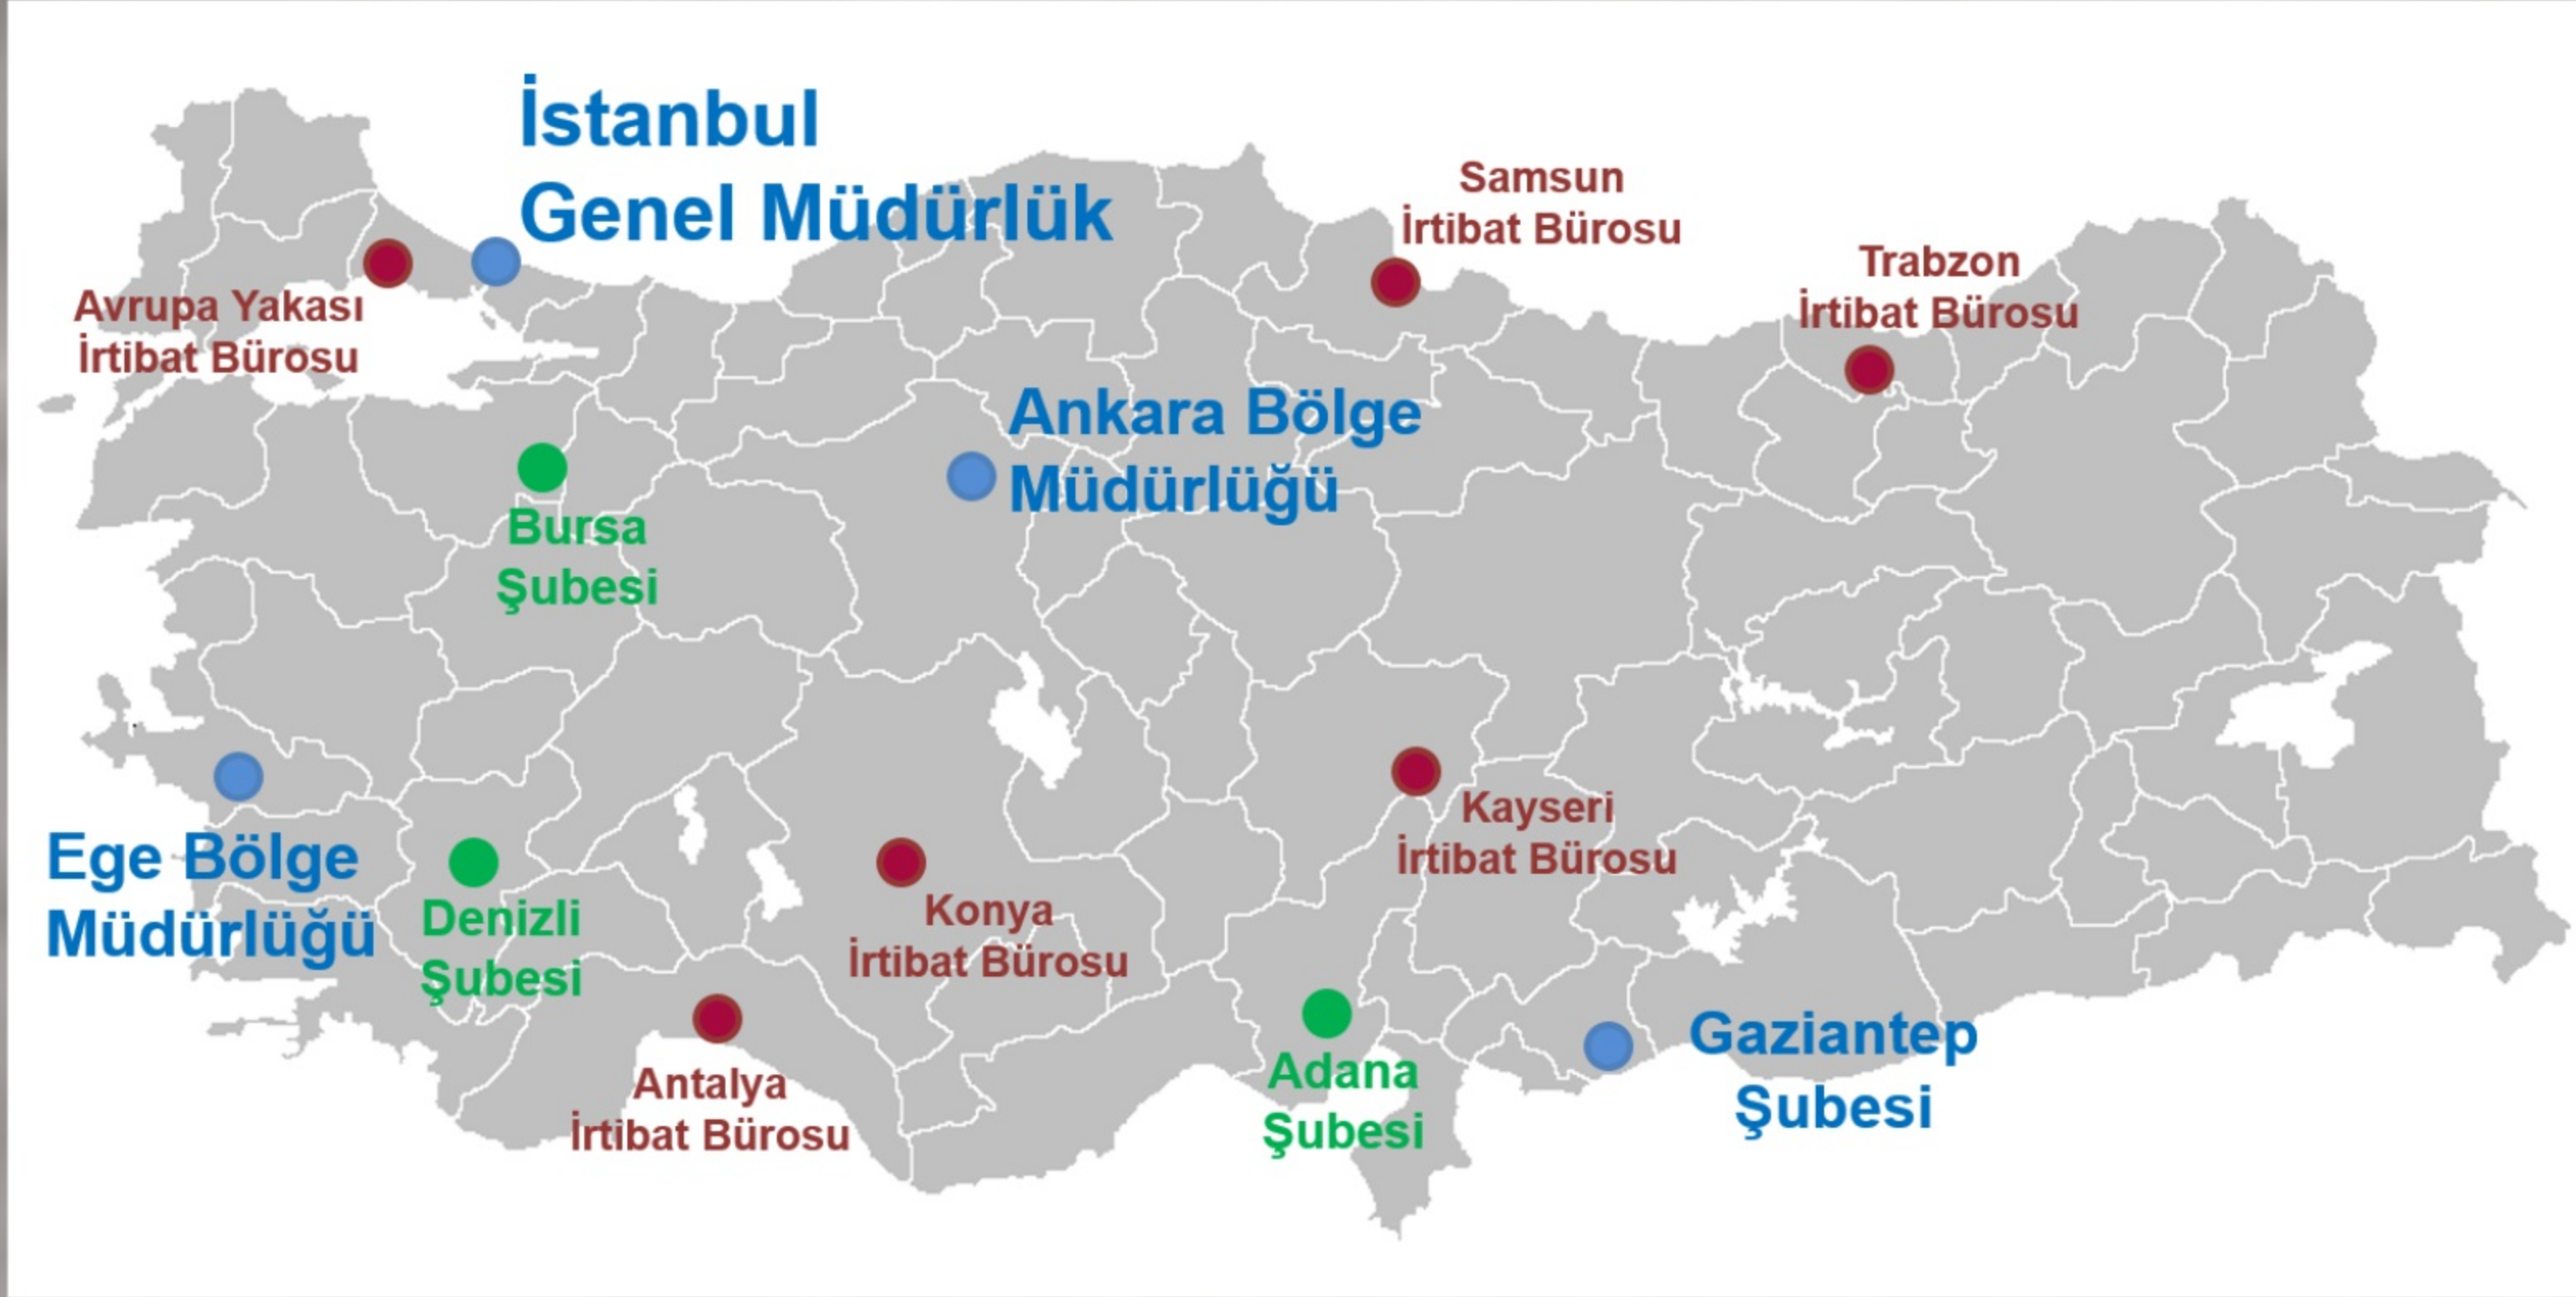 İstanbul
Genel Müdürlük
Samsun
İrtibat Bürosu
Trabzon
İrtibat Bürosu
Avrupa Yakası
İrtibat Bürosu
Ankara Bölge
Müdürlüğü
Bursa
Şubesi
Kayseri
İrtibat Bürosu
Ege Bölge
Müdürlüğü
Denizli
Şubesi
Konya
İrtibat Bürosu
Gaziantep
Şubesi
Antalya
İrtibat Bürosu
Adana
Şubesi